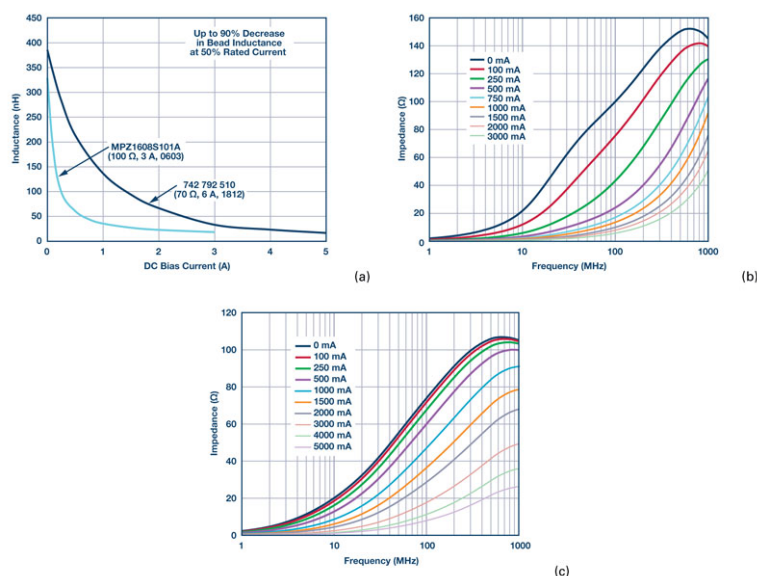 Up to 90% Decrease
in Bead Inductance
at 50% Rated Current
Inductance (nH)
450
400
350
300
250
200
150
100
50
0
MPZ1608S101A
(100 Ω, 3 A, 0603)
742 792 510
(70 Ω, 6 A, 1812)
0
1
2
3
4
5
DC Bias Current (A)
(a)
Impedance (Ω)
160
140
120
100
80
60
40
20
0
0 mA
100 mA
250 mA
500 mA
750 mA
1000 mA
1500 mA
2000 mA
3000 mA
1
10
100
1000
Frequency (MHz)
(b)
Impedance (Ω)
120
100
80
60
40
20
0
0 mA
100 mA
250 mA
500 mA
1000 mA
1500 mA
2000 mA
3000 mA
4000 mA
5000 mA
1
10
100
1000
Frequency (MHz)
(c)